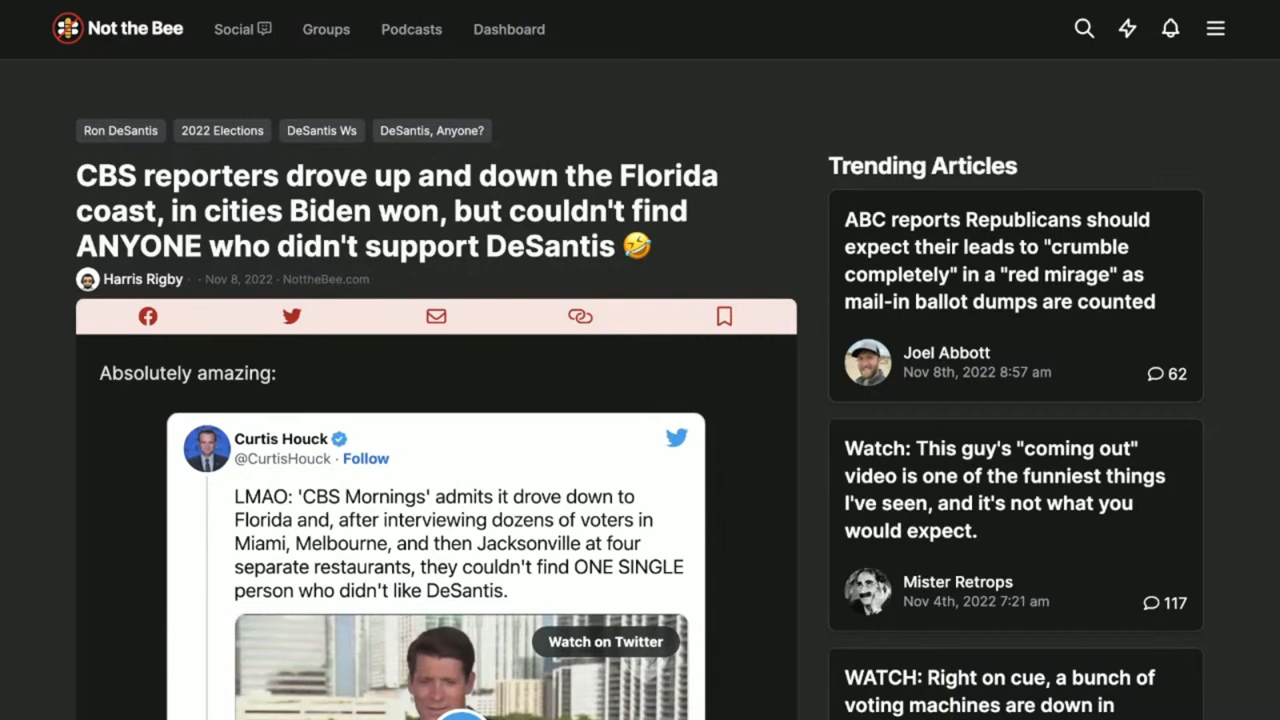 Not the Bee
Social
Groups
Podcasts
Dashboard
Ron DeSantis
2022 Elections
DeSantis Ws
DeSantis, Anyone?
CBS reporters drove up and down the Florida
coast, in cities Biden won, but couldn't find
ANYONE who didn't support DeSantis 🤣
Harris Rigby · · Nov 8, 2022 · NottheBee.com
Absolutely amazing:
Curtis Houck
@CurtisHouck · Follow
LMAO: 'CBS Mornings' admits it drove down to
Florida and, after interviewing dozens of voters in
Miami, Melbourne, and then Jacksonville at four
separate restaurants, they couldn't find ONE SINGLE
person who didn't like DeSantis.
Watch on Twitter
Trending Articles
ABC reports Republicans should
expect their leads to "crumble
completely" in a "red mirage" as
mail-in ballot dumps are counted
Joel Abbott
Nov 8th, 2022 8:57 am
62
Watch: This guy's "coming out"
video is one of the funniest things
I've seen, and it's not what you
would expect.
Mister Retrops
Nov 4th, 2022 7:21 am
117
WATCH: Right on cue, a bunch of
voting machines are down in